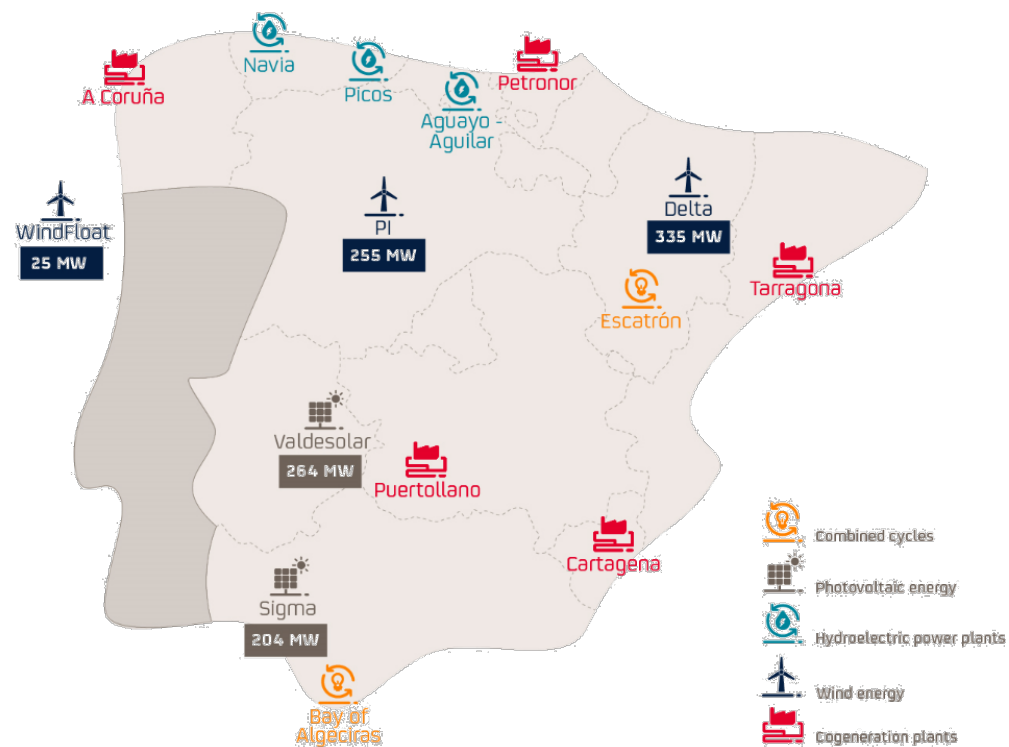 Navia
Picos
Petronor
A Coruña
Aguayo -
Aguilar
WindFloat
25 MW
PI
255 MW
Delta
335 MW
Tarragona
Escatrón
Valdesolar
264 MW
Puertollano
Cartagena
Sigma
204 MW
Bay of
Algeciras
Combined cycles
Photovoltaic energy
Hydroelectric power plants
Wind energy
Cogeneration plants